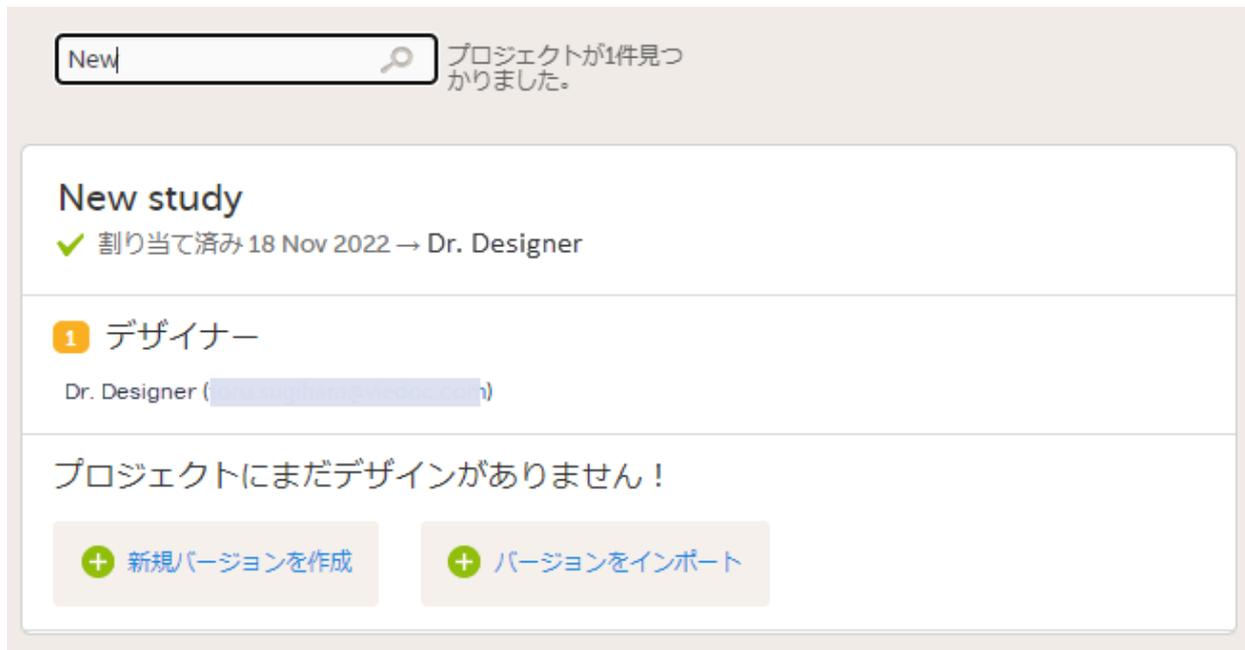 New
プロジェクトが1件見つ
かりました。
New study
割り当て済み 18 Nov 2022 → Dr. Designer
1 デザイナー
Dr. Designer ( )
プロジェクトにまだデザインがありません！
新規バージョンを作成
バージョンをインポート